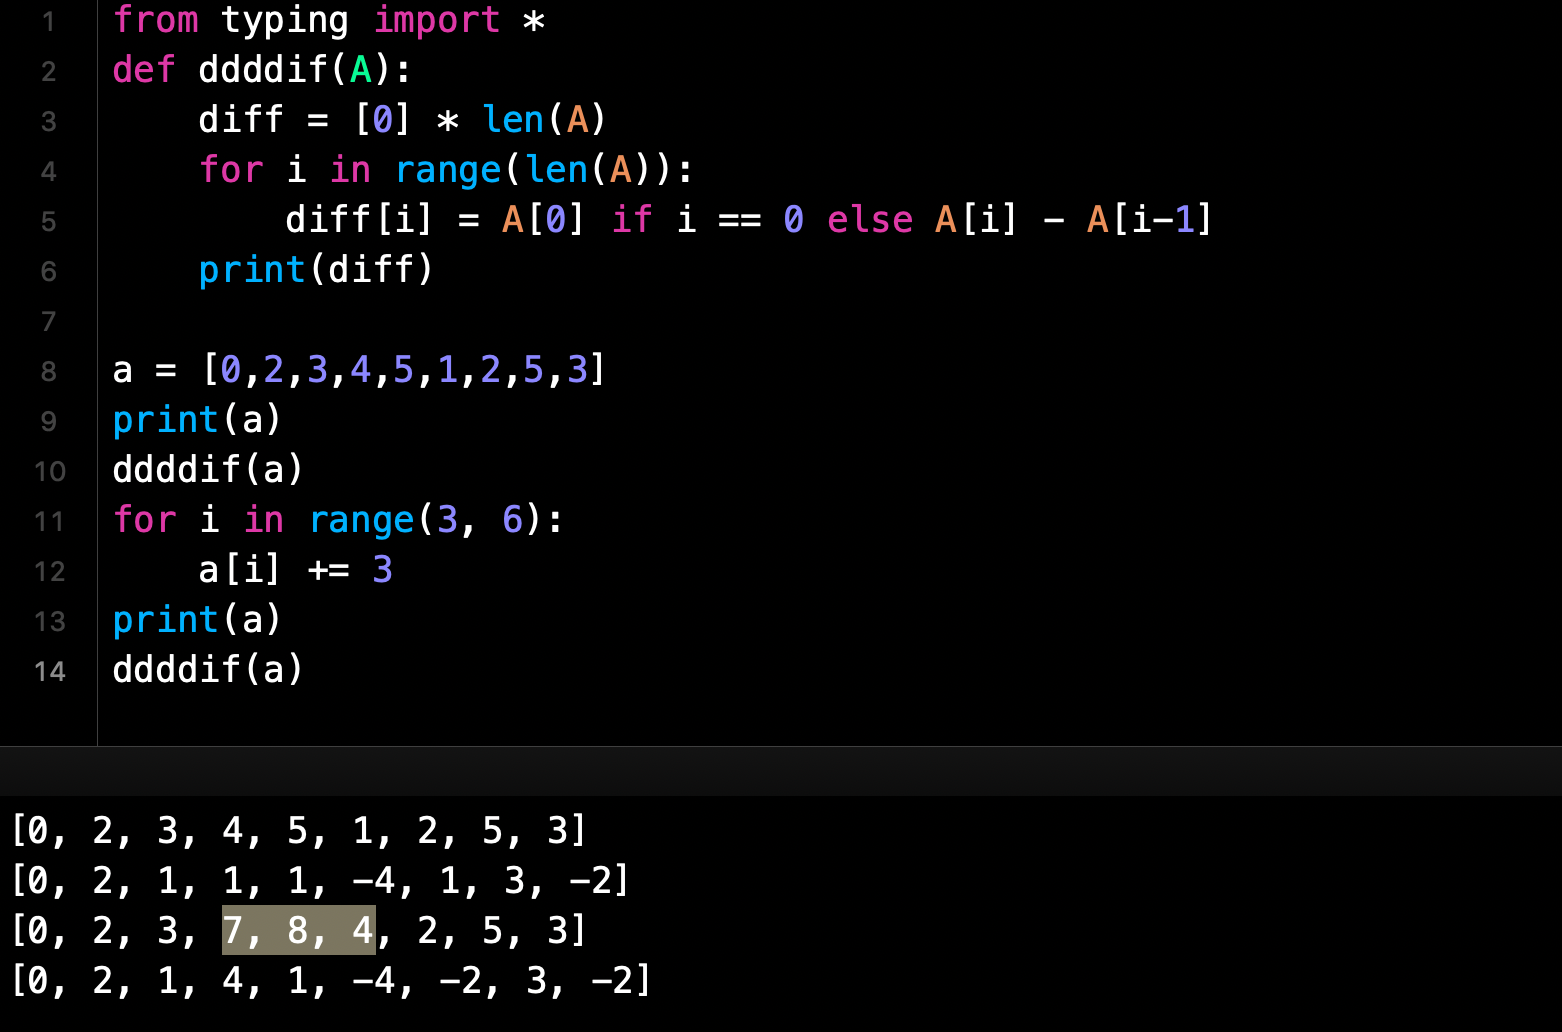 1 from typing import *
2 def ddddif(A):
3     diff = [0] * len(A)
4     for i in range(len(A)):
5         diff[i] = A[0] if i == 0 else A[i] - A[i-1]
6     print(diff)
7
8 a = [0,2,3,4,5,1,2,5,3]
9 print(a)
10 ddddif(a)
11 for i in range(3, 6):
12     a[i] += 3
13 print(a)
14 ddddif(a)
[0, 2, 3, 4, 5, 1, 2, 5, 3]
[0, 2, 1, 1, 1, -4, 1, 3, -2]
[0, 2, 3, 7, 8, 4, 2, 5, 3]
[0, 2, 1, 4, 1, -4, -2, 3, -2]